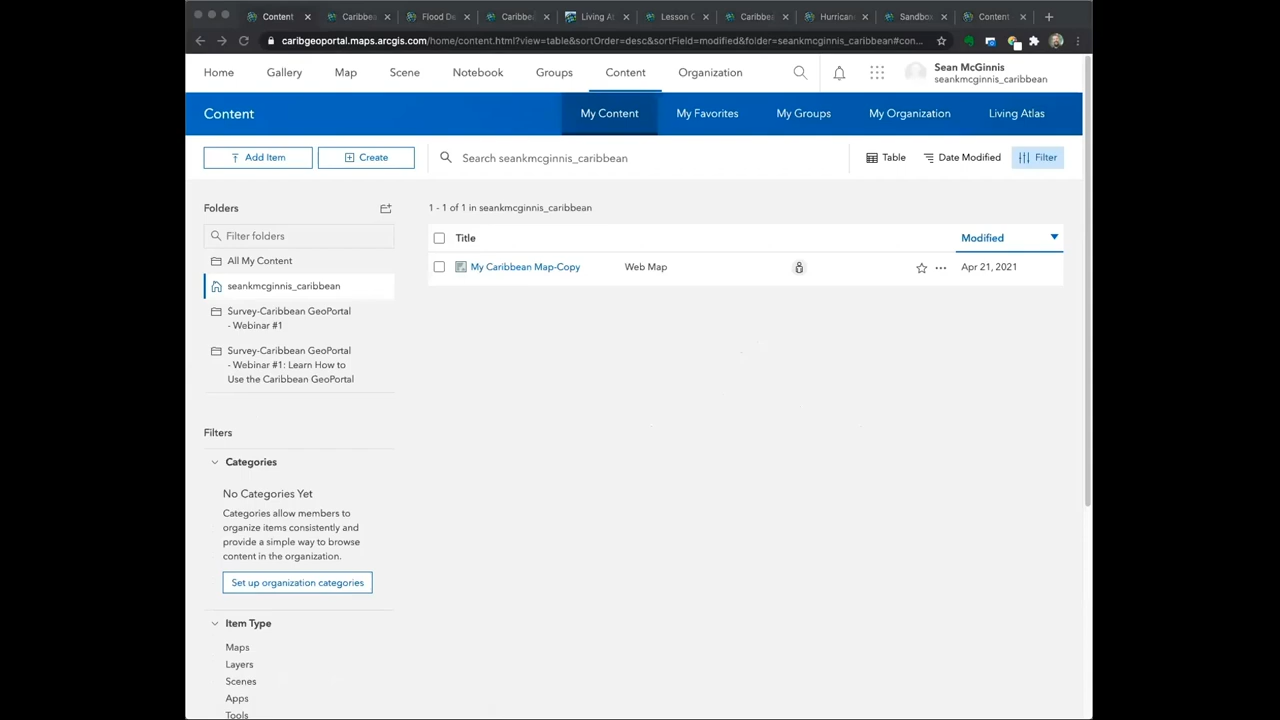 Content
Caribbea
Flood De
Caribbe
Living At
Lesson G
Caribbe
Hurrican
Sandbox
Content
caribgeoportal.maps.arcgis.com/home/content.html?view=table&sortOrder=desc&sortField=modified&folder=seankmcginnis_caribbean#con...
Home
Gallery
Map
Scene
Notebook
Groups
Content
Organization
Sean McGinnis
seankmcginnis_caribbean
Content
My Content
My Favorites
My Groups
My Organization
Living Atlas
Add Item
Create
Search seankmcginnis_caribbean
Table
Date Modified
Filter
Folders
Filter folders
All My Content
seankmcginnis_caribbean
Survey-Caribbean GeoPortal
- Webinar #1
Survey-Caribbean GeoPortal
- Webinar #1: Learn How to
Use the Caribbean GeoPortal
1 - 1 of 1 in seankmcginnis_caribbean
Title
Modified
My Caribbean Map-Copy
Web Map
Apr 21, 2021
Filters
Categories
No Categories Yet
Categories allow members to
organize items consistently and
provide a simple way to browse
content in the organization.
Set up organization categories
Item Type
Maps
Layers
Scenes
Apps
Tools